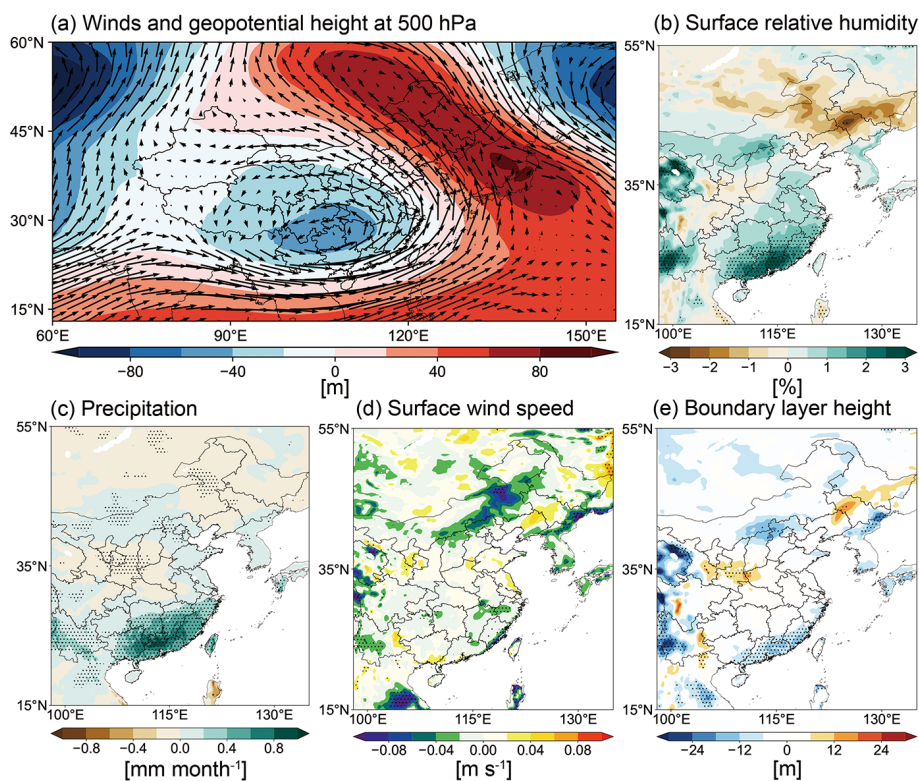 (a) Winds and geopotential height at 500 hPa
60°N
45°N
30°N
15°N
60°E
90°E
120°E
150°E
−80
−40
0
40
80
[m]
(b) Surface relative humidity
55°N
35°N
15°N
100°E
115°E
130°E
−3
−2
−1
0
1
2
3
[%]
(c) Precipitation
55°N
35°N
15°N
100°E
115°E
130°E
−0.8
−0.4
0.0
0.4
0.8
[mm month⁻¹]
(d) Surface wind speed
55°N
35°N
15°N
100°E
115°E
130°E
−0.08
−0.04
0.00
0.04
0.08
[m s⁻¹]
(e) Boundary layer height
55°N
35°N
15°N
100°E
115°E
130°E
−24
−12
0
12
24
[m]